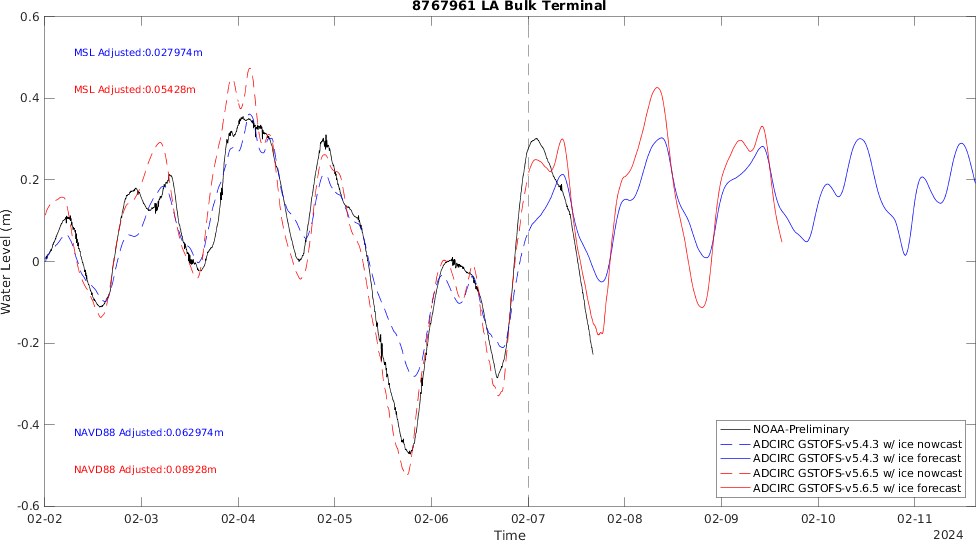 8767961 LA Bulk Terminal
0.6
0.4
0.2
0
-0.2
-0.4
-0.6
Water Level (m)
MSL Adjusted:0.027974m
MSL Adjusted:0.05428m
NAVD88 Adjusted:0.062974m
NAVD88 Adjusted:0.08928m
NOAA-Preliminary
ADCIRC GSTOFS-v5.4.3 w/ ice nowcast
ADCIRC GSTOFS-v5.4.3 w/ ice forecast
ADCIRC GSTOFS-v5.6.5 w/ ice nowcast
ADCIRC GSTOFS-v5.6.5 w/ ice forecast
02-02 02-03 02-04 02-05 02-06 02-07 02-08 02-09 02-10 02-11
Time
2024